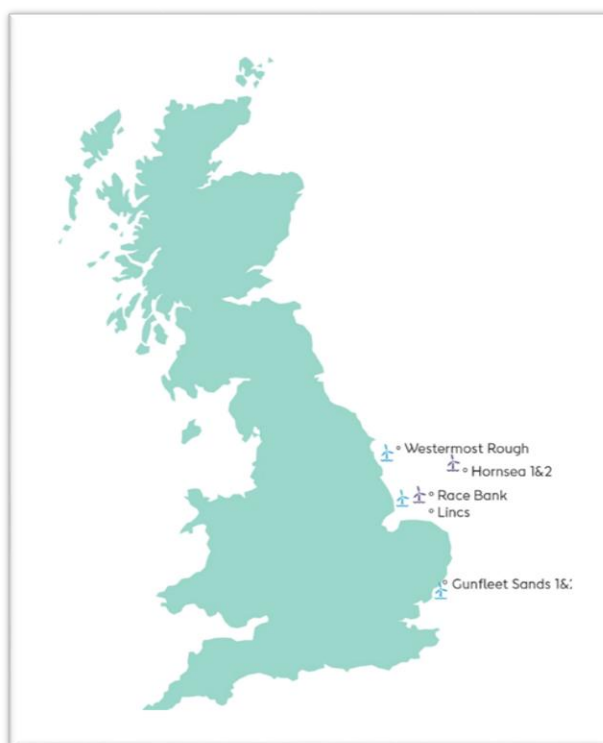 Westermost Rough
Hornsea 1&2
Race Bank
Lincs
Gunfleet Sands 1&